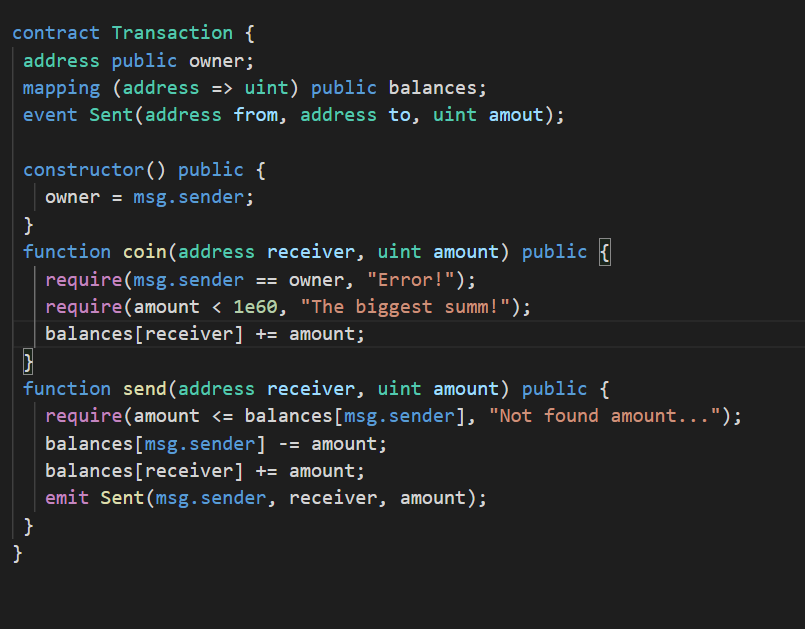 contract Transaction {
address public owner;
mapping (address => uint) public balances;
event Sent(address from, address to, uint amout);
constructor() public {
owner = msg.sender;
}
function coin(address receiver, uint amount) public {
require(msg.sender == owner, "Error!");
require(amount < 1e60, "The biggest summ!");
balances[receiver] += amount;
}
function send(address receiver, uint amount) public {
require(amount <= balances[msg.sender], "Not found amount...");
balances[msg.sender] -= amount;
balances[receiver] += amount;
emit Sent(msg.sender, receiver, amount);
}
}